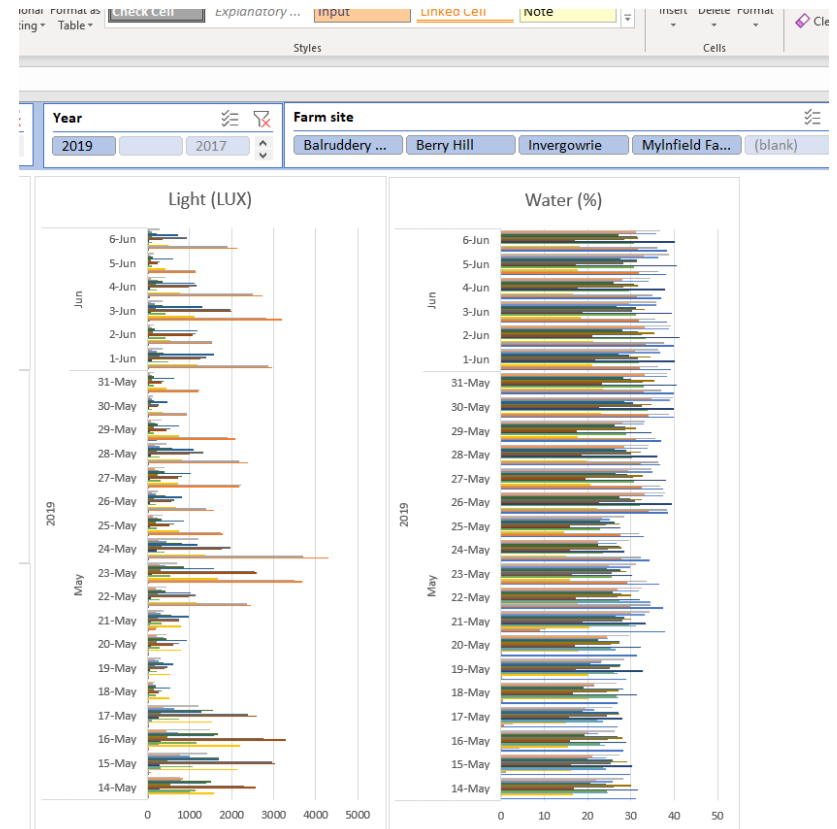 Format as
Insert Delete Format
ting Table
Check Cell Explanatory ... Input Linked Cell Note
Cle
Styles
Cells
Year
2019 2017
Farm site
Balruddery ... Berry Hill Invergowrie Mylnfield Fa... (blank)
Light (LUX)
6-Jun
5-Jun
4-Jun
3-Jun
2-Jun
1-Jun
31-May
30-May
29-May
28-May
27-May
26-May
25-May
24-May
23-May
22-May
21-May
20-May
19-May
18-May
17-May
16-May
15-May
14-May
Jun
May
2019
0 1000 2000 3000 4000 5000
Water (%)
6-Jun
5-Jun
4-Jun
3-Jun
2-Jun
1-Jun
31-May
30-May
29-May
28-May
27-May
26-May
25-May
24-May
23-May
22-May
21-May
20-May
19-May
18-May
17-May
16-May
15-May
14-May
Jun
May
2019
0 10 20 30 40 50